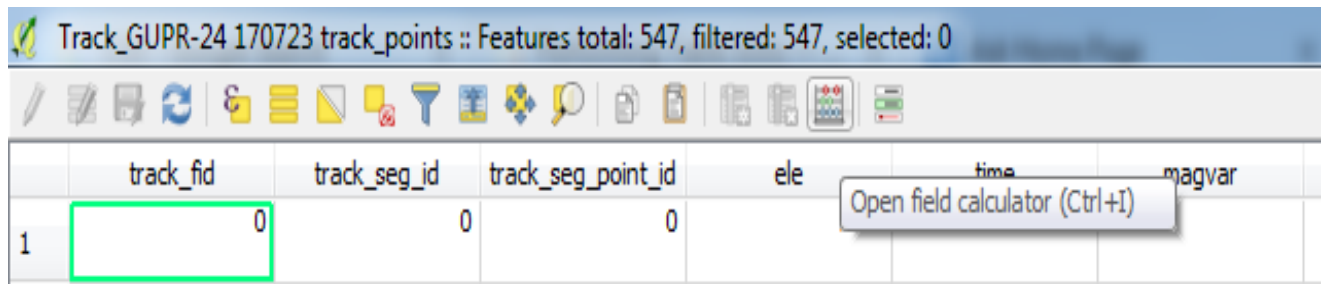 Track_GUPR-24 170723 track_points :: Features total: 547, filtered: 547, selected: 0
track_fid track_seg_id track_seg_point_id ele time magvar
Open field calculator (Ctrl+I)
1 0 0 0